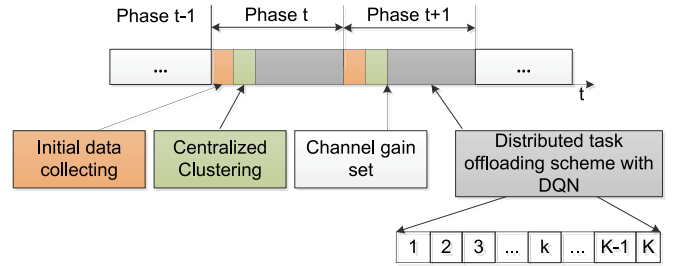 Phase t-1 Phase t Phase t+1
... ...
t
Initial data
collecting
Centralized
Clustering
Channel gain
set
Distributed task
offloading scheme with
DQN
1 2 3 ... k ... K-1 K